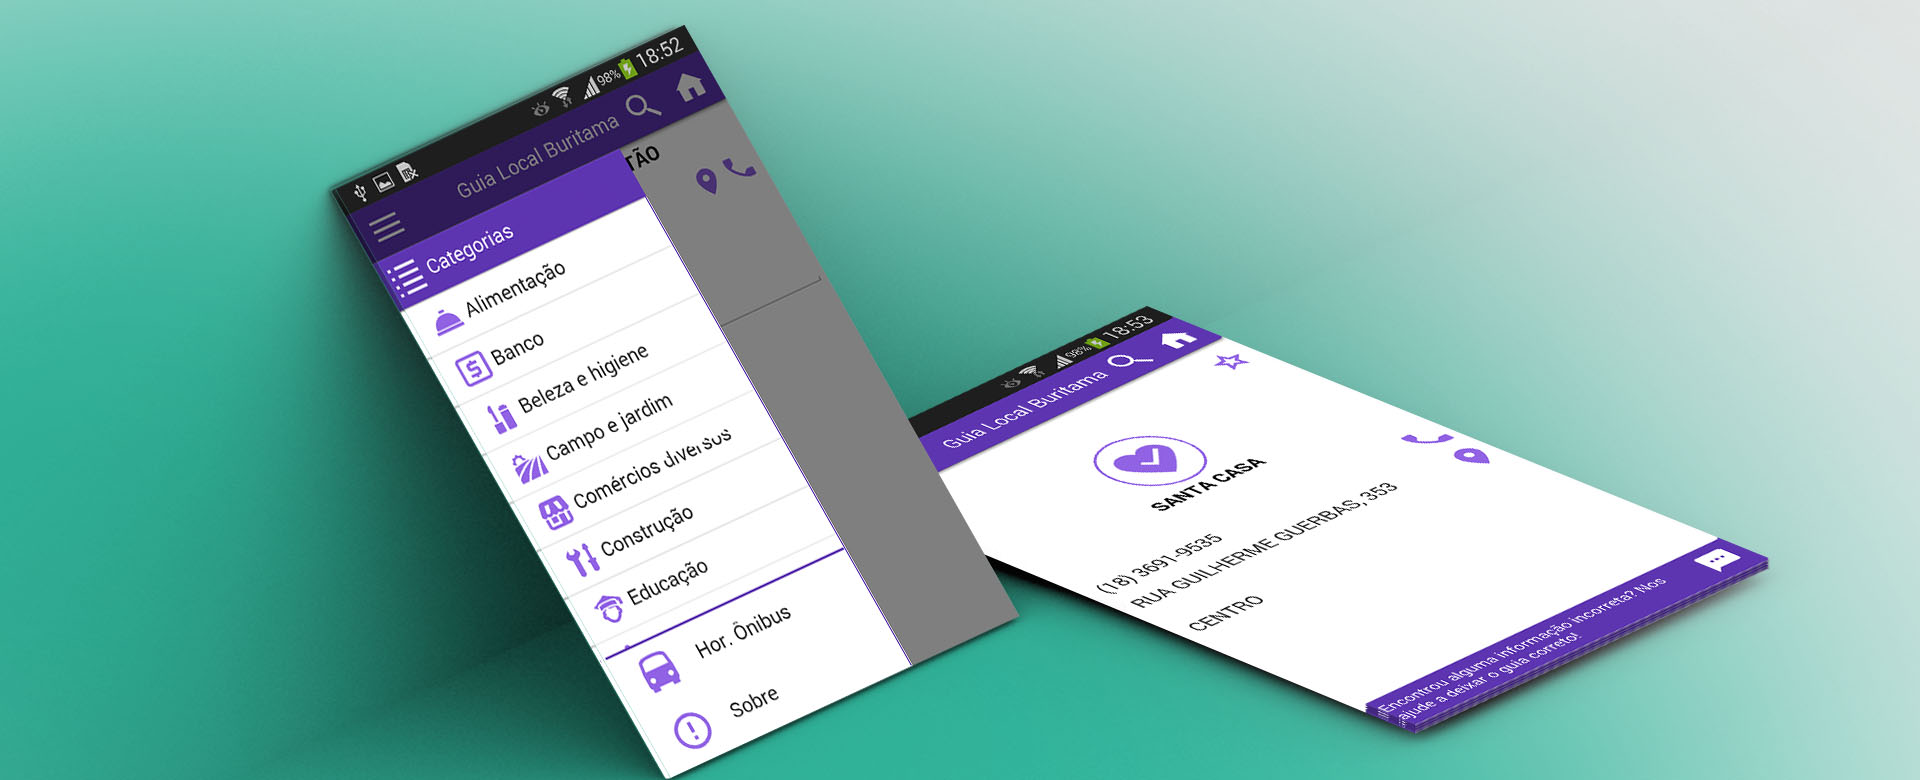 98% 18:52
Guia Local Buritama
TÃO
Categorias
Alimentação
Banco
Beleza e higiene
Campo e jardim
Comércios diversos
Construção
Educação
Hor. Ônibus
Sobre
98% 18:53
Guia Local Buritama
SANTA CASA
(18) 3691-9535
RUA GUILHERME GUERBAS, 353
CENTRO
Encontrou alguma informação incorreta? Nos
ajude a deixar o guia correto!